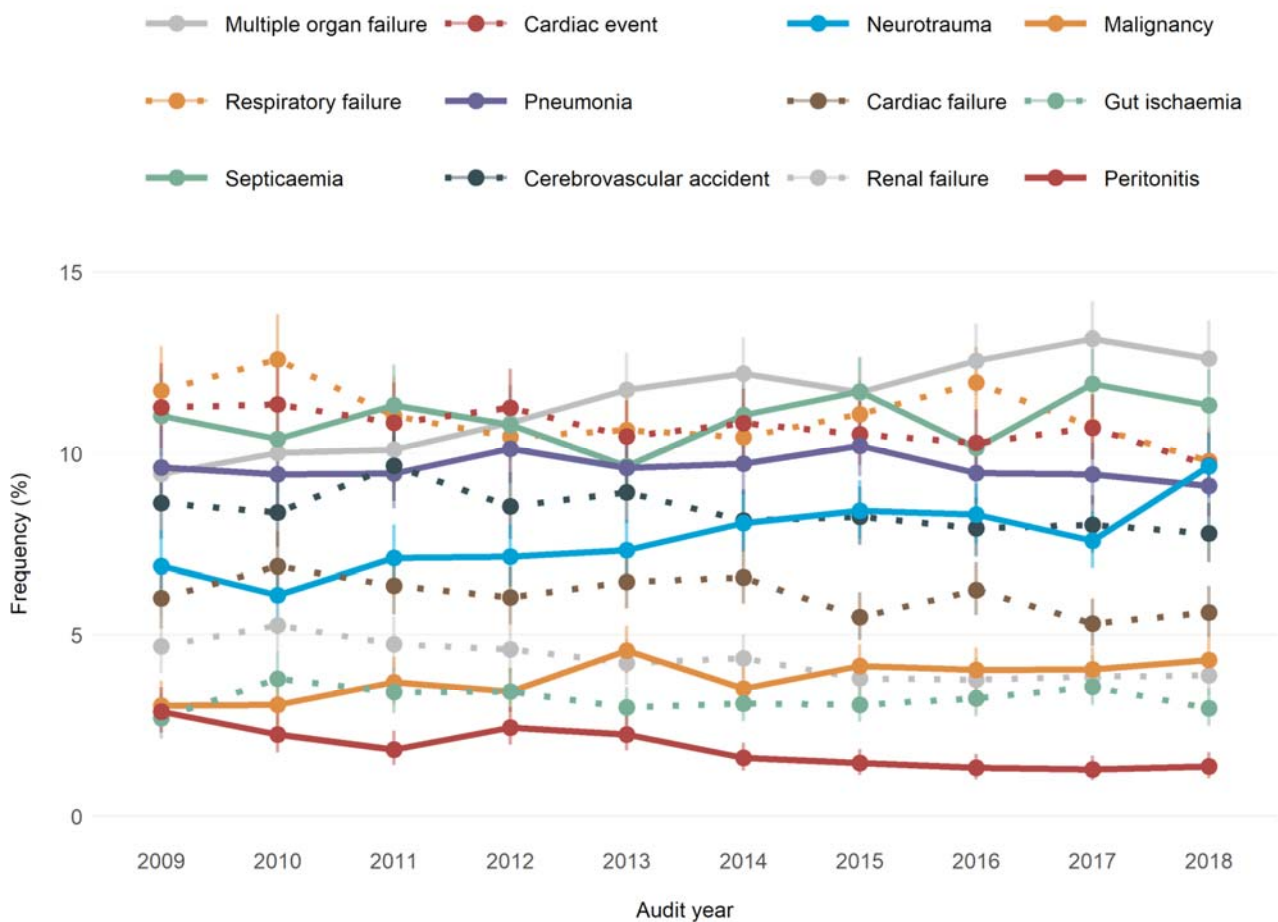 Multiple organ failure Cardiac event Neurotrauma Malignancy
Respiratory failure Pneumonia Cardiac failure Gut ischaemia
Septicaemia Cerebrovascular accident Renal failure Peritonitis
15
10
5
0
Frequency (%)
2009 2010 2011 2012 2013 2014 2015 2016 2017 2018
Audit year